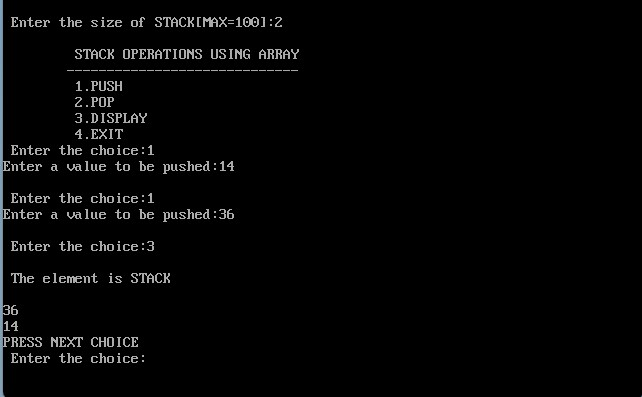 Enter the size of STACK[MAX=100]:2
STACK OPERATIONS USING ARRAY
-----------------------------
1.PUSH
2.POP
3.DISPLAY
4.EXIT
Enter the choice:1
Enter a value to be pushed:14
Enter the choice:1
Enter a value to be pushed:36
Enter the choice:3
The element is STACK
36
14
PRESS NEXT CHOICE
Enter the choice: